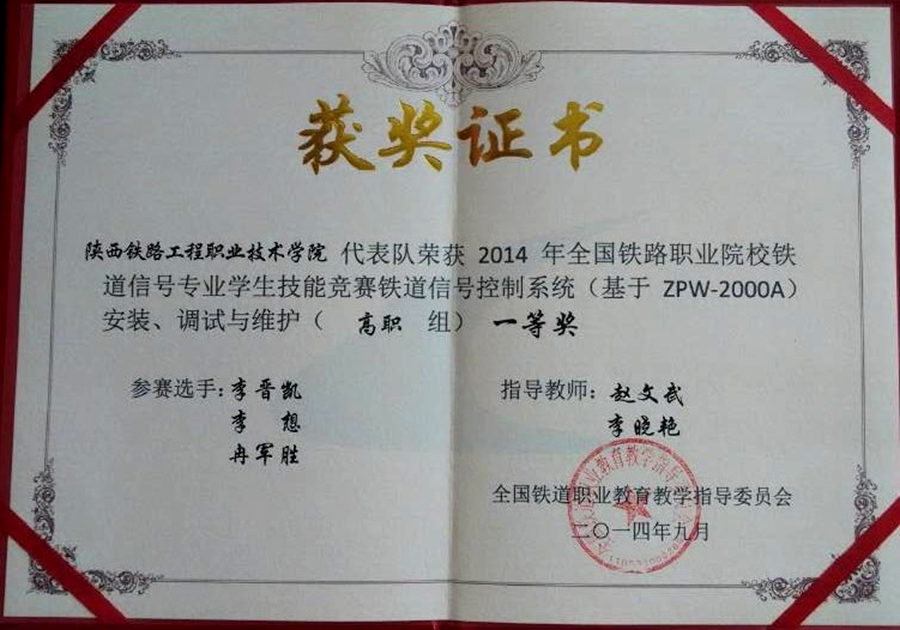 获奖证书
陕西铁路工程职业技术学院 代表队荣获 2014 年全国铁路职业院校铁
道信号专业学生技能竞赛铁道信号控制系统（基于 ZPW-2000A）
安装、调试与维护（ 高职 组） 一等奖
参赛选手：李晋凯 指导教师：赵文武
李 想 李晓艳
冉军胜
全国铁道职业教育教学指导委员会
二〇一四年九月